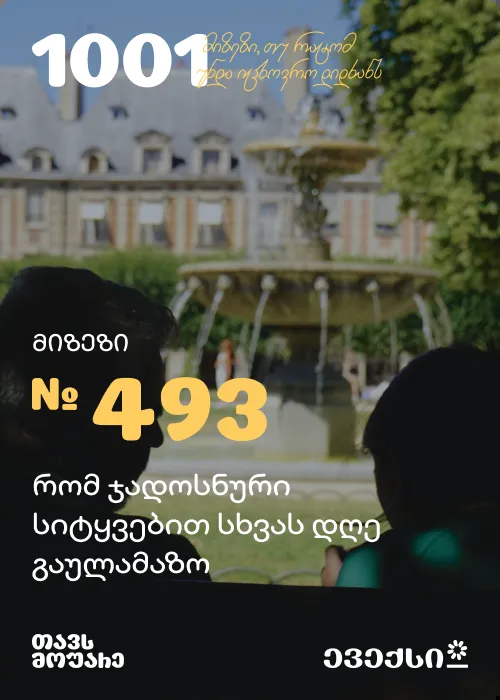 1001 მიზეზი, თუ რატომ
უნდა იცხოვრო დიდხანს
მიზეზი
№ 493
რომ ჯადოსნური
სიტყვებით სხვას დღე
გაულამაზო
თავს
მოუარე
ევექსი